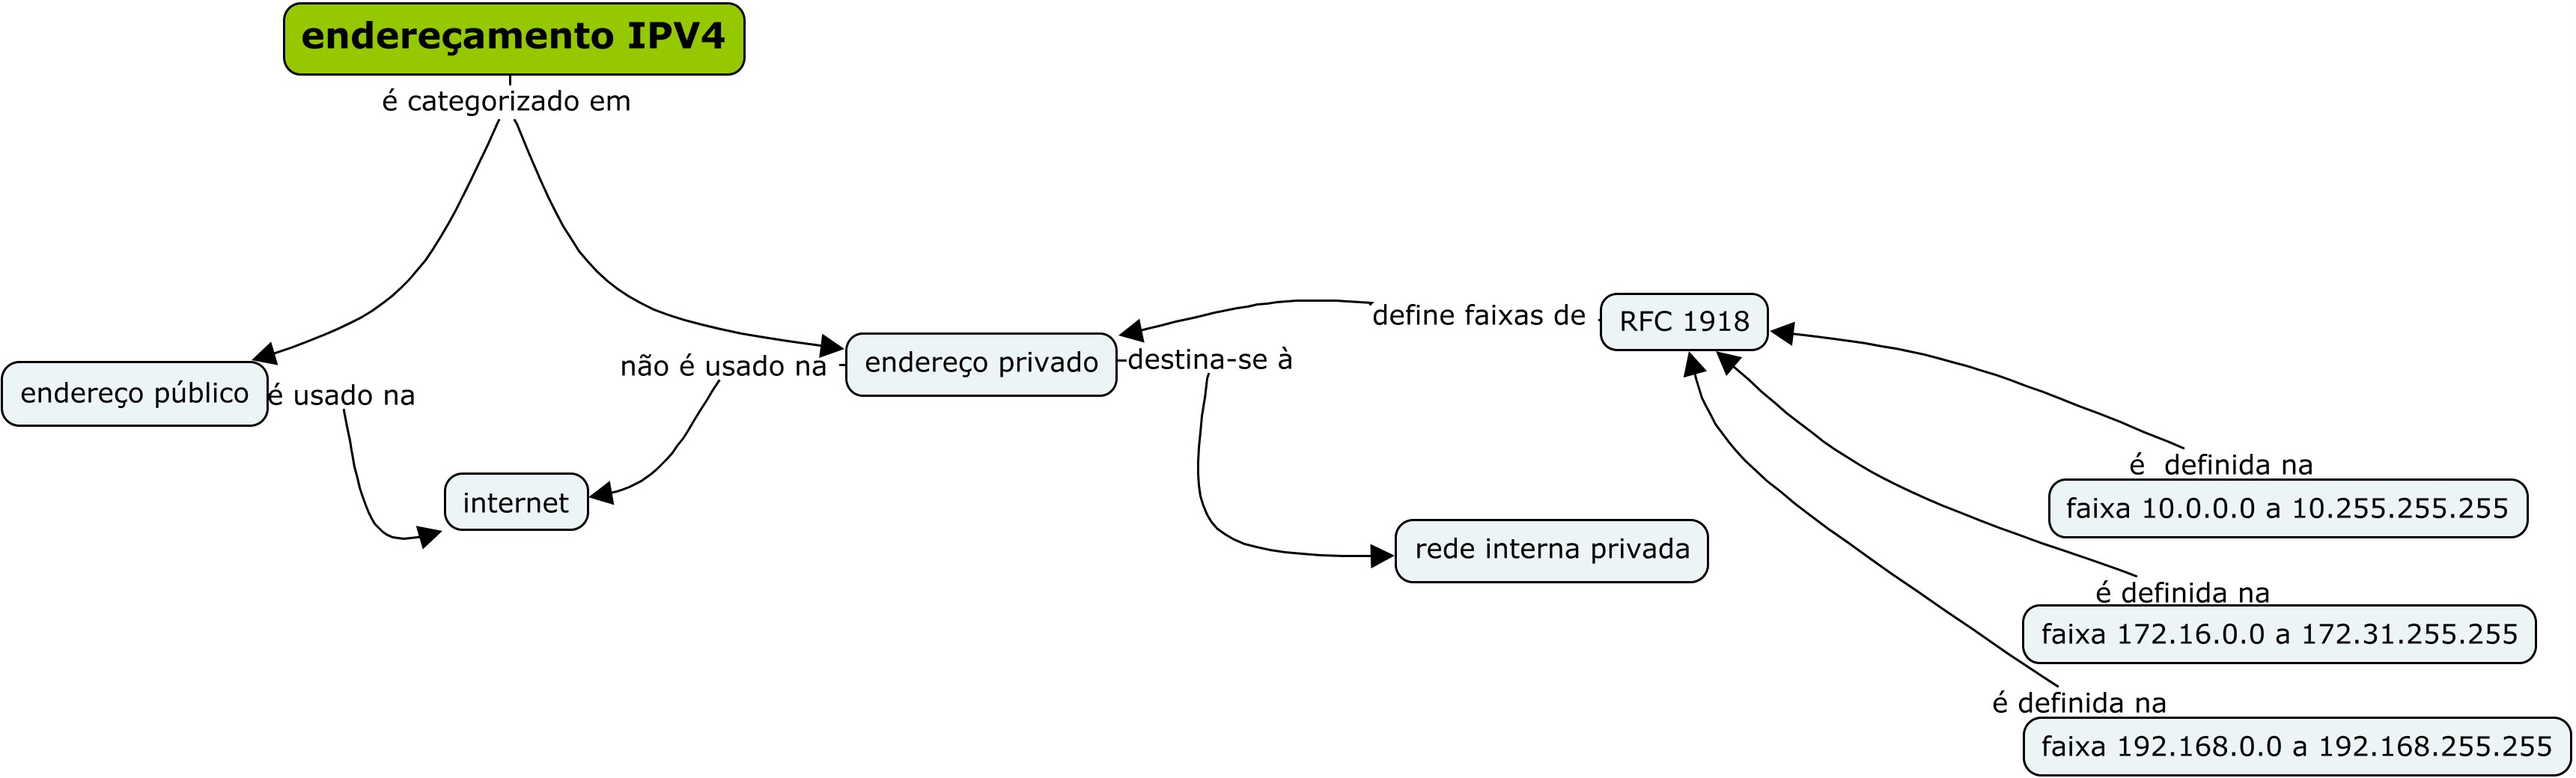 endereçamento IPV4
é categorizado em
define faixas de
RFC 1918
não é usado na
endereço privado
destina-se à
endereço público
é usado na
internet
rede interna privada
é  definida na
faixa 10.0.0.0 a 10.255.255.255
é definida na
faixa 172.16.0.0 a 172.31.255.255
é definida na
faixa 192.168.0.0 a 192.168.255.255